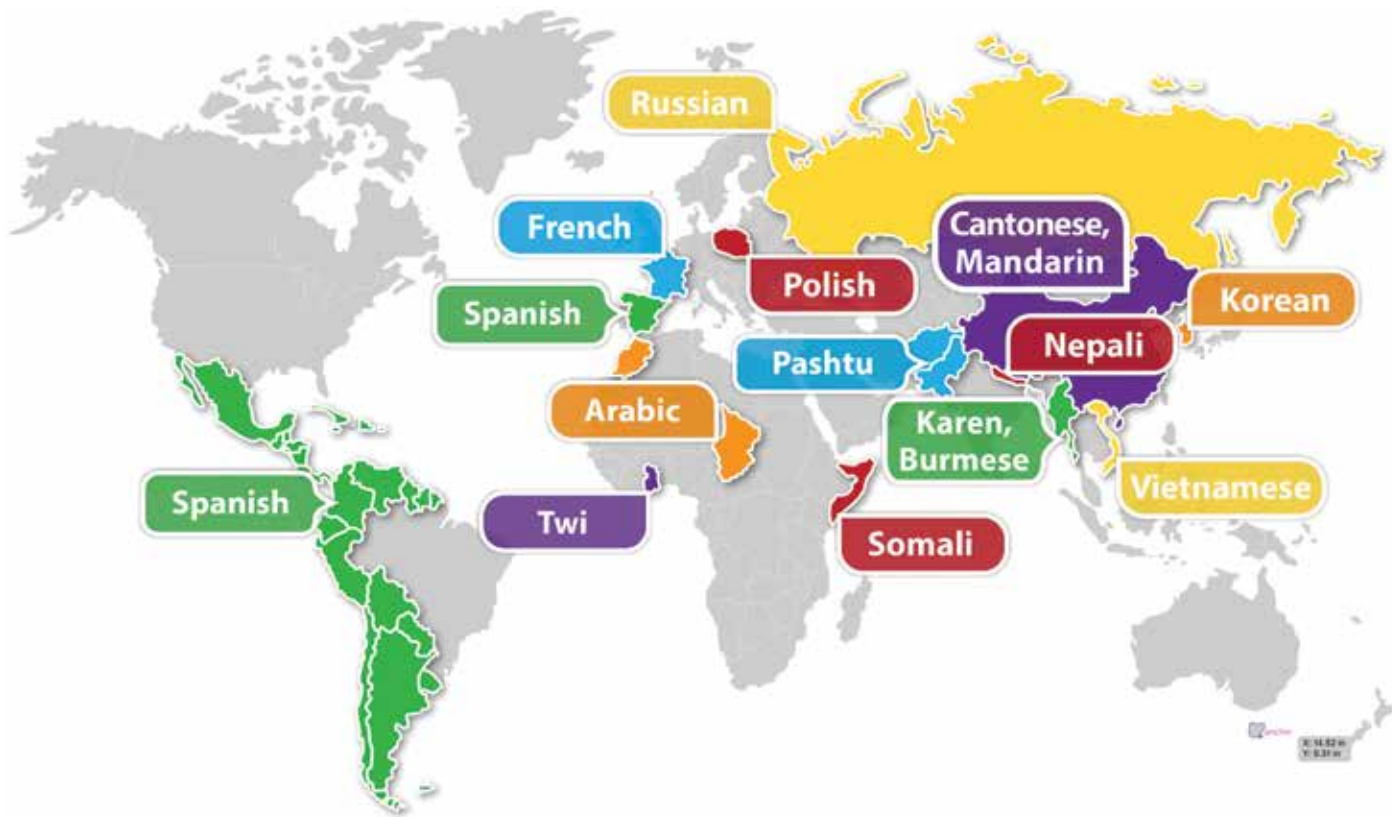 Russian
French
Cantonese,
Mandarin
Polish
Spanish
Korean
Nepali
Pashtu
Arabic
Karen,
Burmese
Spanish
Vietnamese
Twi
Somali